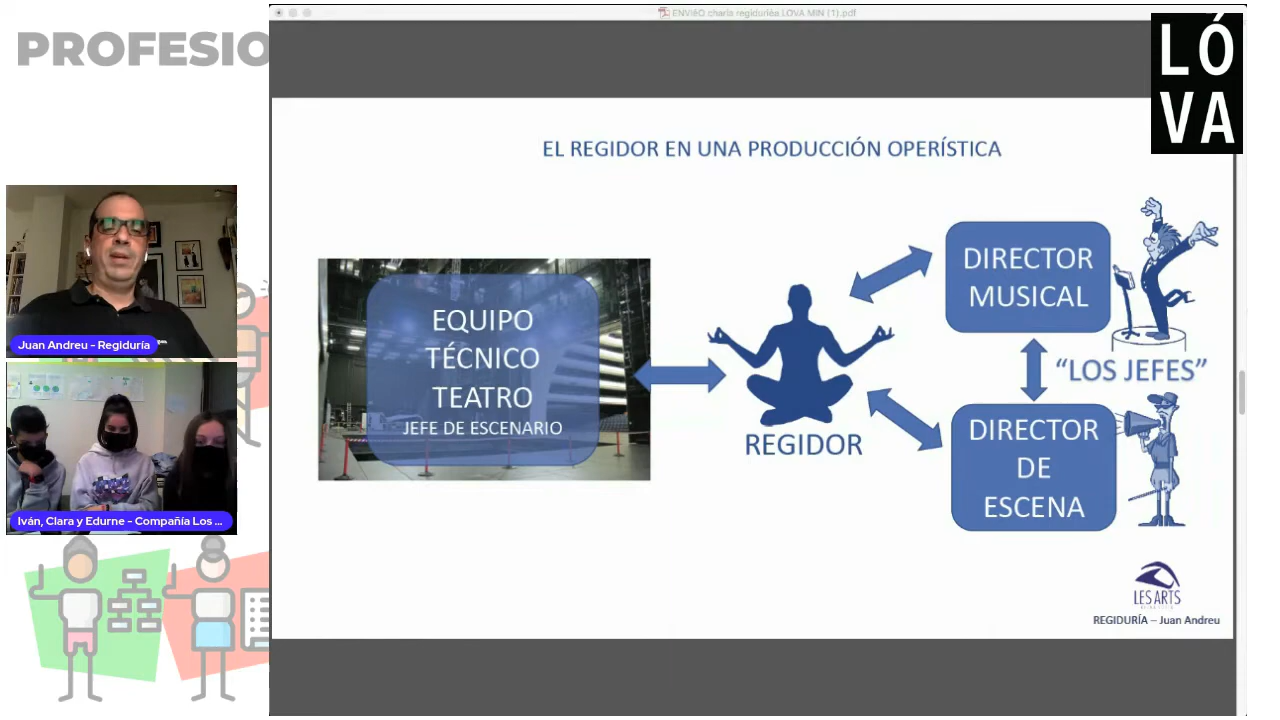 PROFESIO
ENViéO charla regiduriéa LOVA MIN (1).pdf
LÓ
VA
EL REGIDOR EN UNA PRODUCCIÓN OPERÍSTICA
EQUIPO
TÉCNICO
TEATRO
JEFE DE ESCENARIO
REGIDOR
DIRECTOR
MUSICAL
“LOS JEFES”
DIRECTOR
DE
ESCENA
LES ARTS
REGIDURÍA – Juan Andreu
Juan Andreu - Regiduría
Iván, Clara y Edurne - Compañía Los ...